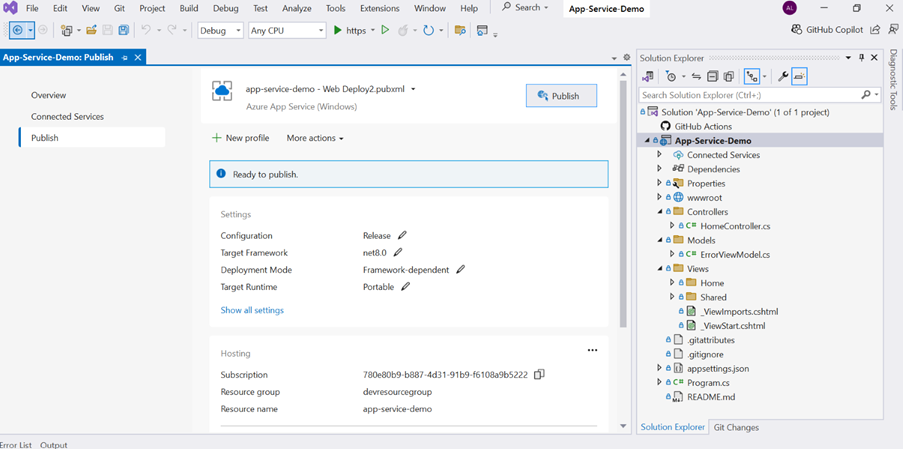 File Edit View Git Project Build Debug Test Analyze Tools Extensions Window Help Search App-Service-Demo AL
Debug Any CPU https GitHub Copilot
App-Service-Demo: Publish
Overview
Connected Services
Publish
app-service-demo - Web Deploy2.pubxml
Azure App Service (Windows)
Publish
New profile More actions
Ready to publish.
Settings
Configuration Release
Target Framework net8.0
Deployment Mode Framework-dependent
Target Runtime Portable
Show all settings
Hosting
Subscription 780e80b9-b887-4d31-91b9-f6108a9b5222
Resource group devresourcegroup
Resource name app-service-demo
Solution Explorer
Search Solution Explorer (Ctrl+;)
Solution 'App-Service-Demo' (1 of 1 project)
GitHub Actions
App-Service-Demo
Connected Services
Dependencies
Properties
wwwroot
Controllers
C# HomeController.cs
Models
C# ErrorViewModel.cs
Views
Home
Shared
_ViewImports.cshtml
_ViewStart.cshtml
.gitattributes
.gitignore
appsettings.json
C# Program.cs
README.md
Solution Explorer Git Changes
Diagnostic Tools
Error List Output